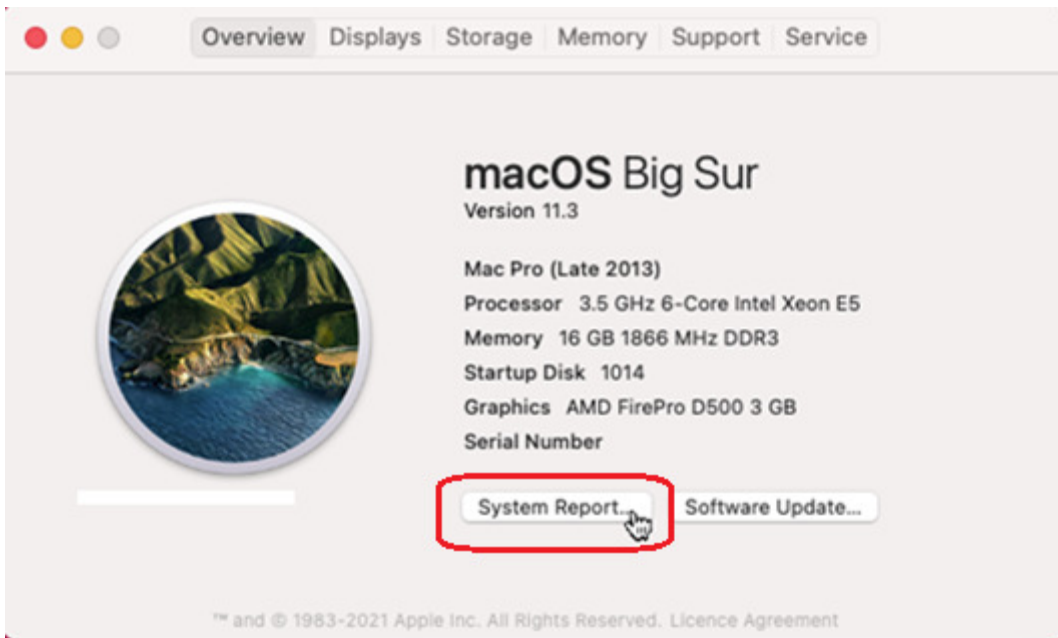 Overview Displays Storage Memory Support Service
macOS Big Sur
Version 11.3
Mac Pro (Late 2013)
Processor 3.5 GHz 6-Core Intel Xeon E5
Memory 16 GB 1866 MHz DDR3
Startup Disk 1014
Graphics AMD FirePro D500 3 GB
Serial Number
System Report... Software Update...
™ and © 1983-2021 Apple Inc. All Rights Reserved. Licence Agreement